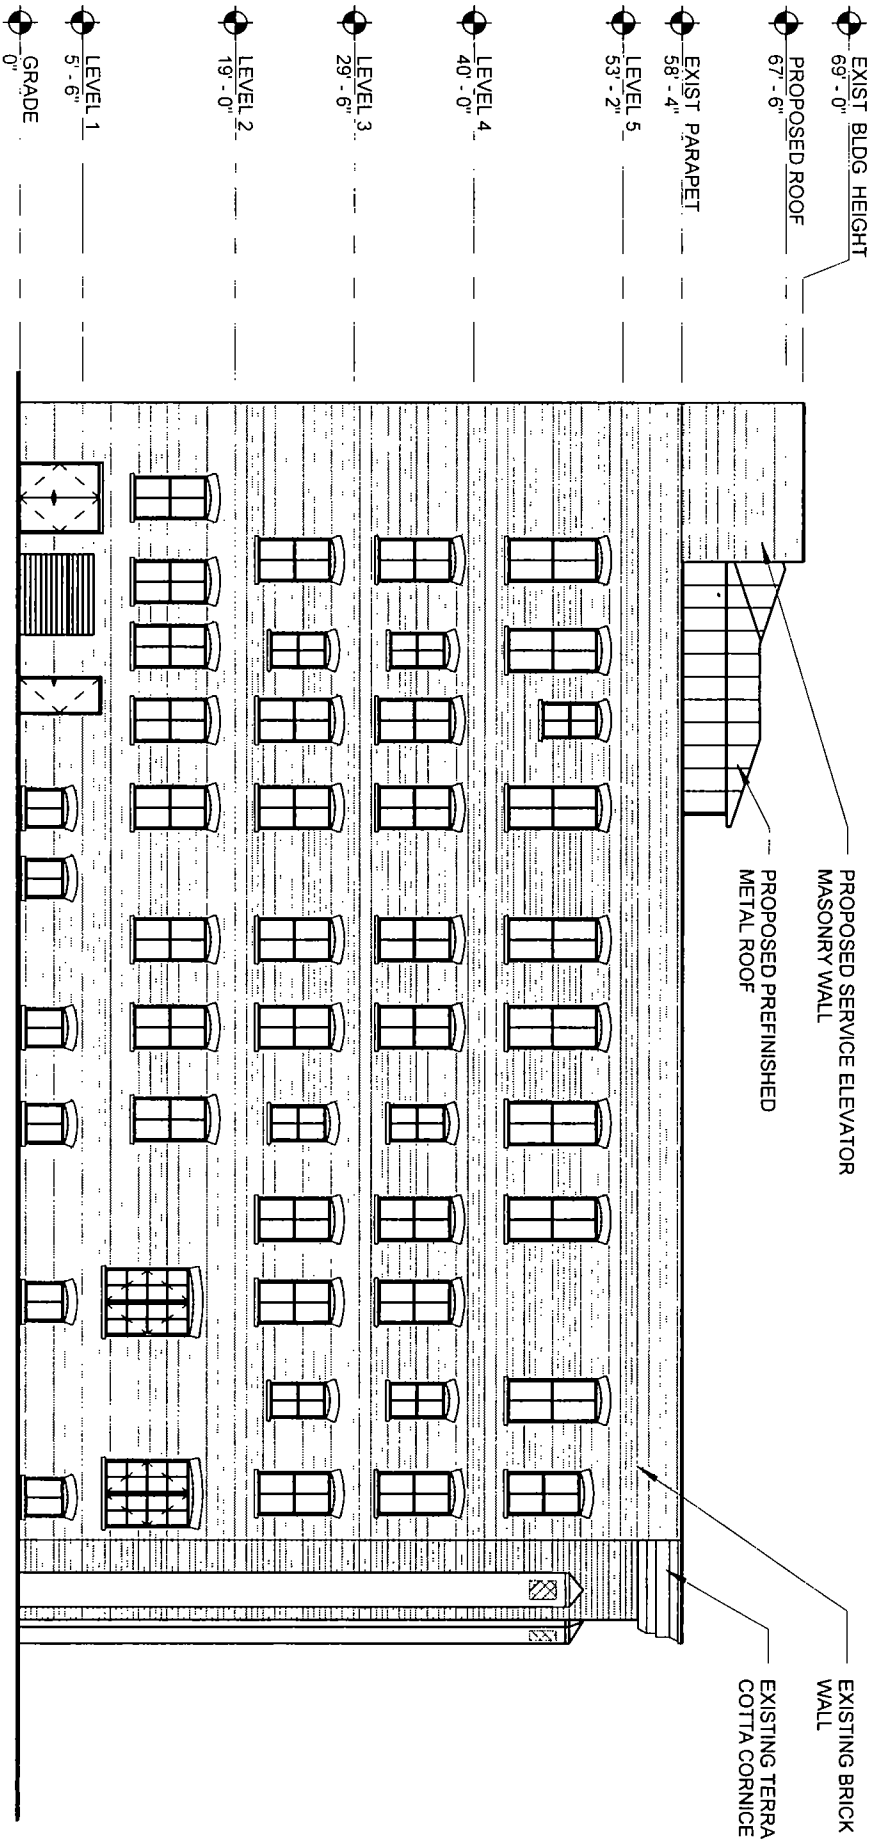 EXIST BLDG HEIGHT
69' - 0"
PROPOSED ROOF
67' - 6"
EXIST PARAPET
58' - 4"
LEVEL 5
53' - 2"
LEVEL 4
40' - 0"
LEVEL 3
29' - 6"
LEVEL 2
19' - 0"
LEVEL 1
5' - 6"
GRADE
0"
PROPOSED SERVICE ELEVATOR
MASONRY WALL
PROPOSED PREFINISHED
METAL ROOF
EXISTING BRICK
WALL
EXISTING TERRA
COTTA CORNICE